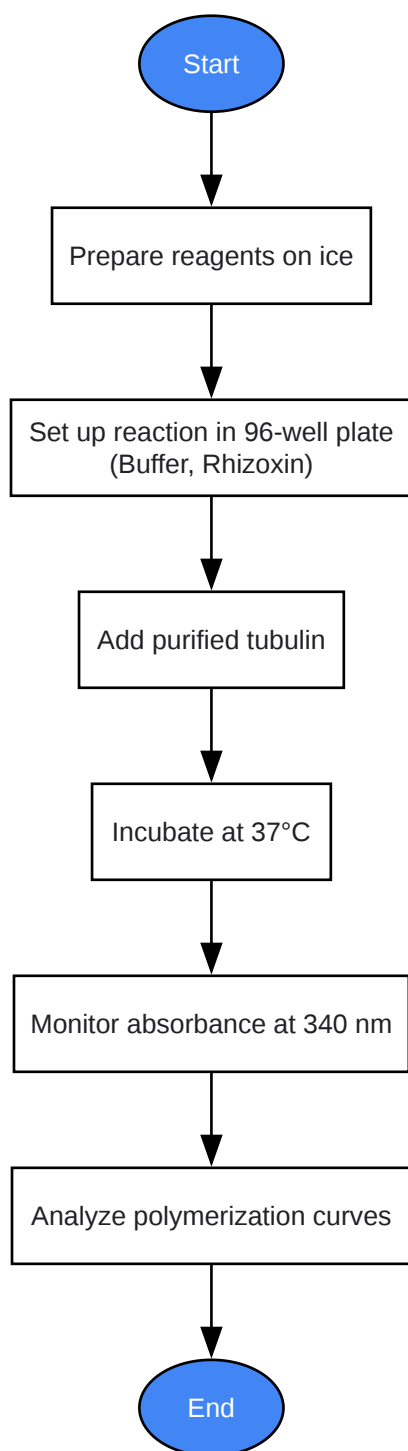 Start
Prepare reagents on ice
Set up reaction in 96-well plate
(Buffer, Rhizoxin)
Add purified tubulin
Incubate at 37°C
Monitor absorbance at 340 nm
Analyze polymerization curves
End